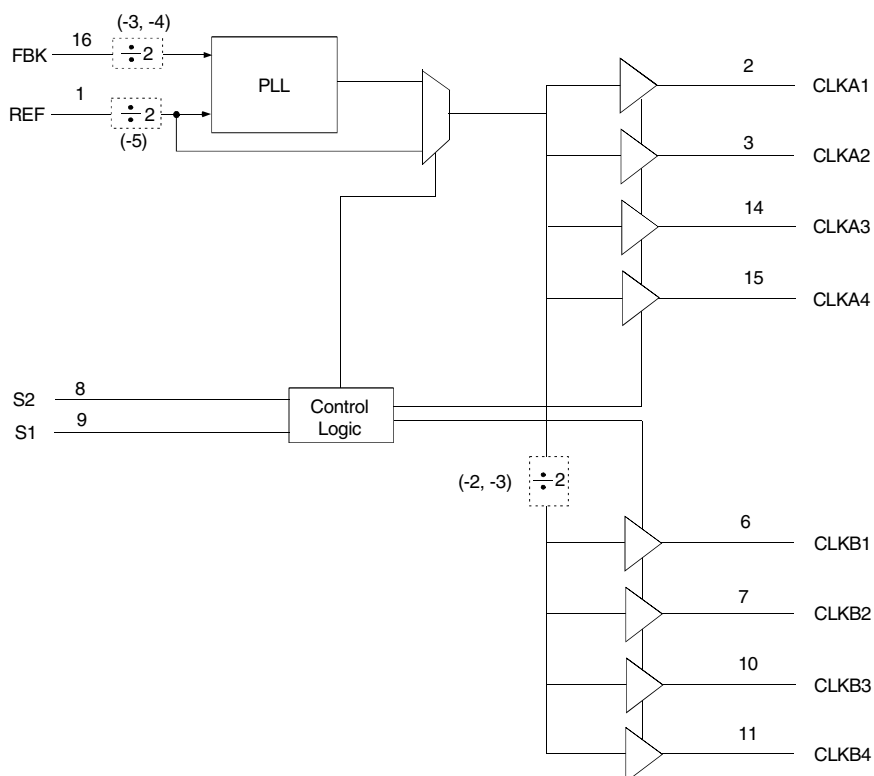 (-3, -4)
FBK 16 ÷2
PLL
REF 1 ÷2
(-5)
2 CLKA1
3 CLKA2
14 CLKA3
15 CLKA4
S2 8
S1 9
Control
Logic
(-2, -3) ÷2
6 CLKB1
7 CLKB2
10 CLKB3
11 CLKB4